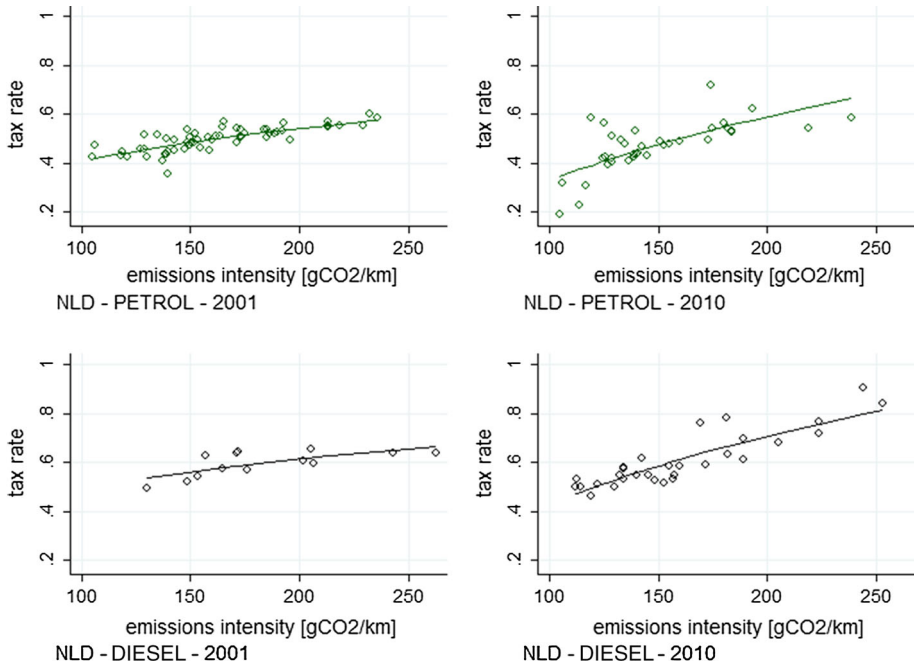 tax rate
1
.8
.6
.4
.2
100 150 200 250
emissions intensity [gCO2/km]
NLD - PETROL - 2001
tax rate
1
.8
.6
.4
.2
100 150 200 250
emissions intensity [gCO2/km]
NLD - PETROL - 2010
tax rate
1
.8
.6
.4
.2
100 150 200 250
emissions intensity [gCO2/km]
NLD - DIESEL - 2001
tax rate
1
.8
.6
.4
.2
100 150 200 250
emissions intensity [gCO2/km]
NLD - DIESEL - 2010